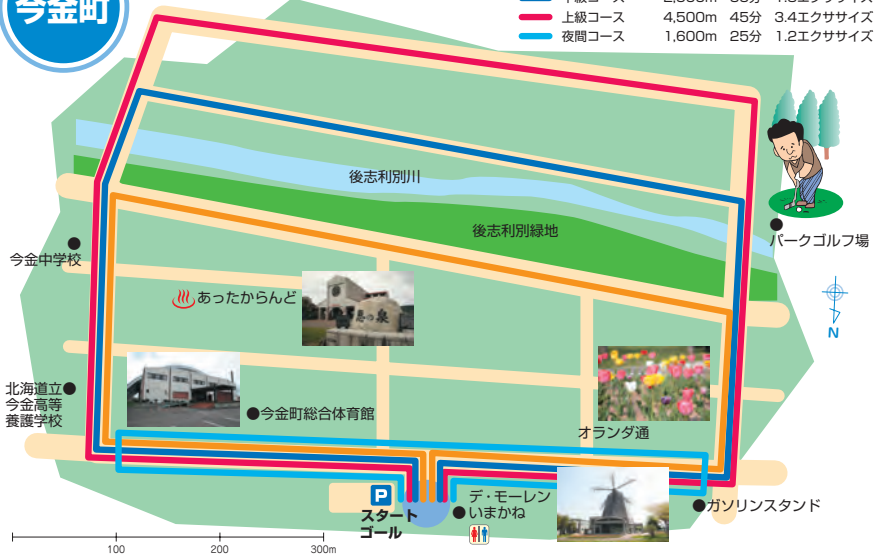 今金町
上級コース 4,500m 45分 3.4エクササイズ
夜間コース 1,600m 25分 1.2エクササイズ
後志利別川
後志利別緑地
パークゴルフ場
今金中学校
あったからんど
N
北海道立
今金高等
養護学校
今金町総合体育館
オランダ通
P
スタート
ゴール
デ・モーレン
いまかね
ガソリンスタンド
100 200 300m